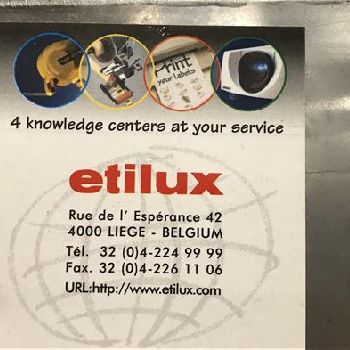 Print
your Labels
4 knowledge centers at your service
etilux
Rue de l' Espérance 42
4000 LIEGE - BELGIUM
Tél. 32 (0)4-224 99 99
Fax. 32 (0)4-226 11 06
URL:http//www.etilux.com